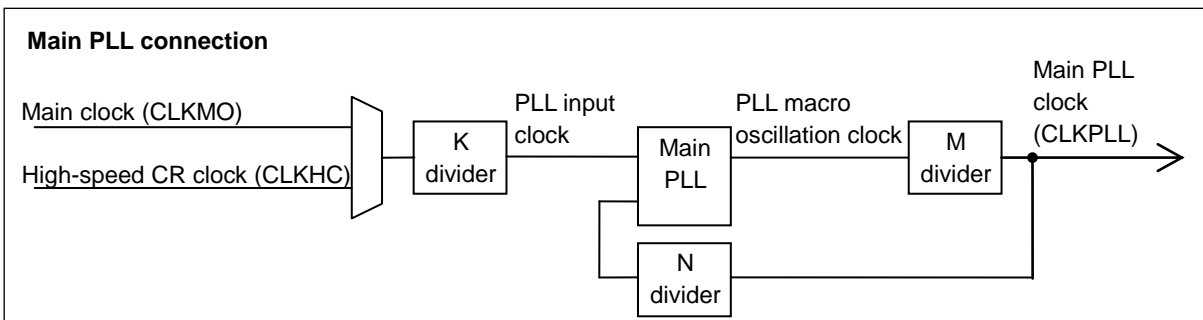 Main PLL connection
Main clock (CLKMO)
High-speed CR clock (CLKHC)
K
divider
PLL input
clock
Main
PLL
N
divider
PLL macro
oscillation clock
M
divider
Main PLL
clock
(CLKPLL)